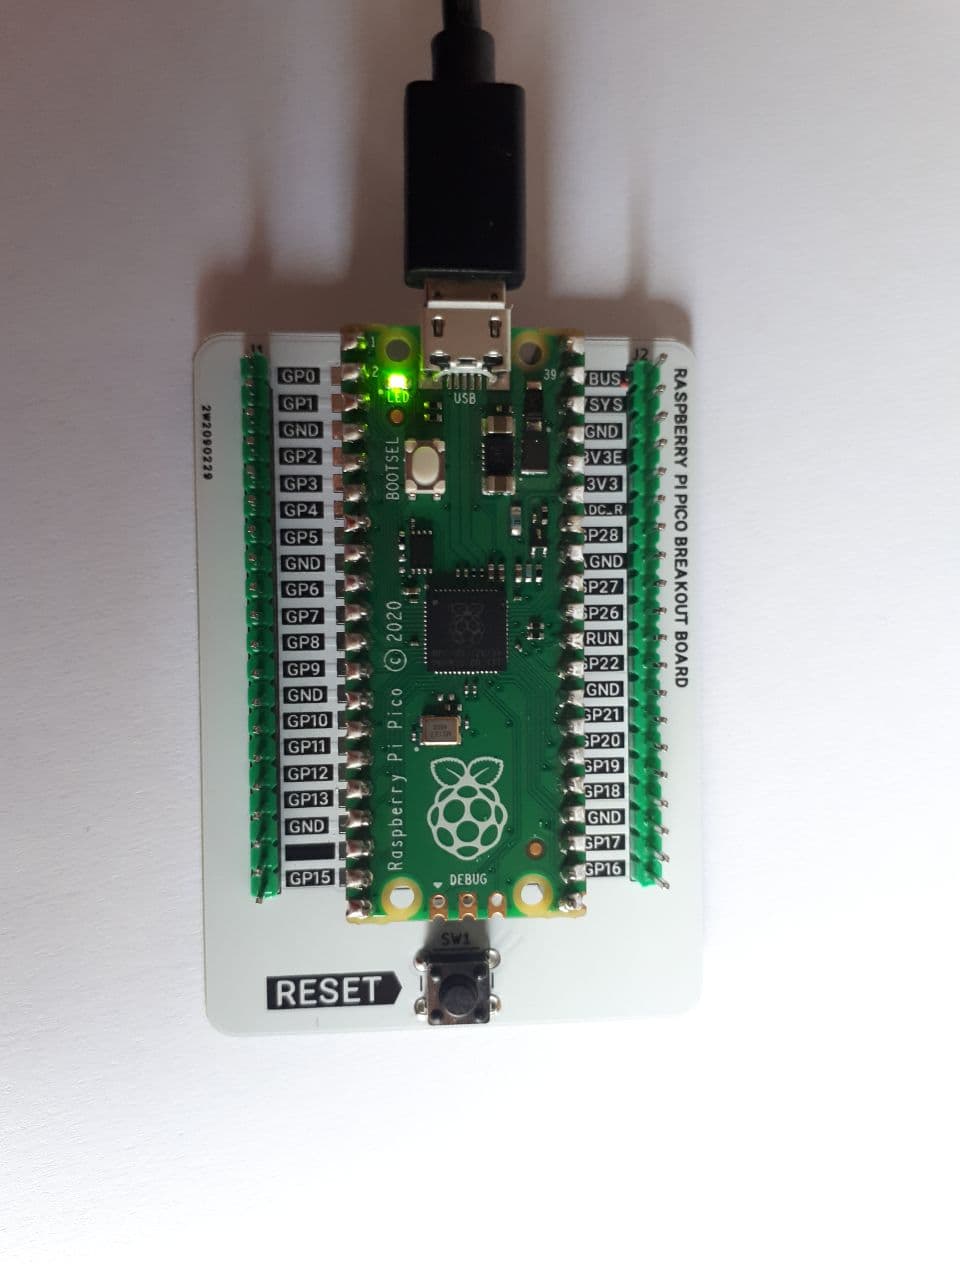 J1
J2
GP0
GP1
GND
GP2
GP3
GP4
GP5
GND
GP6
GP7
GP8
GP9
GND
GP10
GP11
GP12
GP13
GND
GP15
2W2090229
1
2
LED
39
USB
BOOTSEL
Raspberry Pi Pico © 2020
DEBUG
BUS
SYS
GND
3V3E
3V3
ADC_R
GP28
AGND
GP27
GP26
RUN
GP22
GND
GP21
GP20
GP19
GP18
GND
GP17
GP16
RASPBERRY PI PICO BREAKOUT BOARD
SW1
RESET